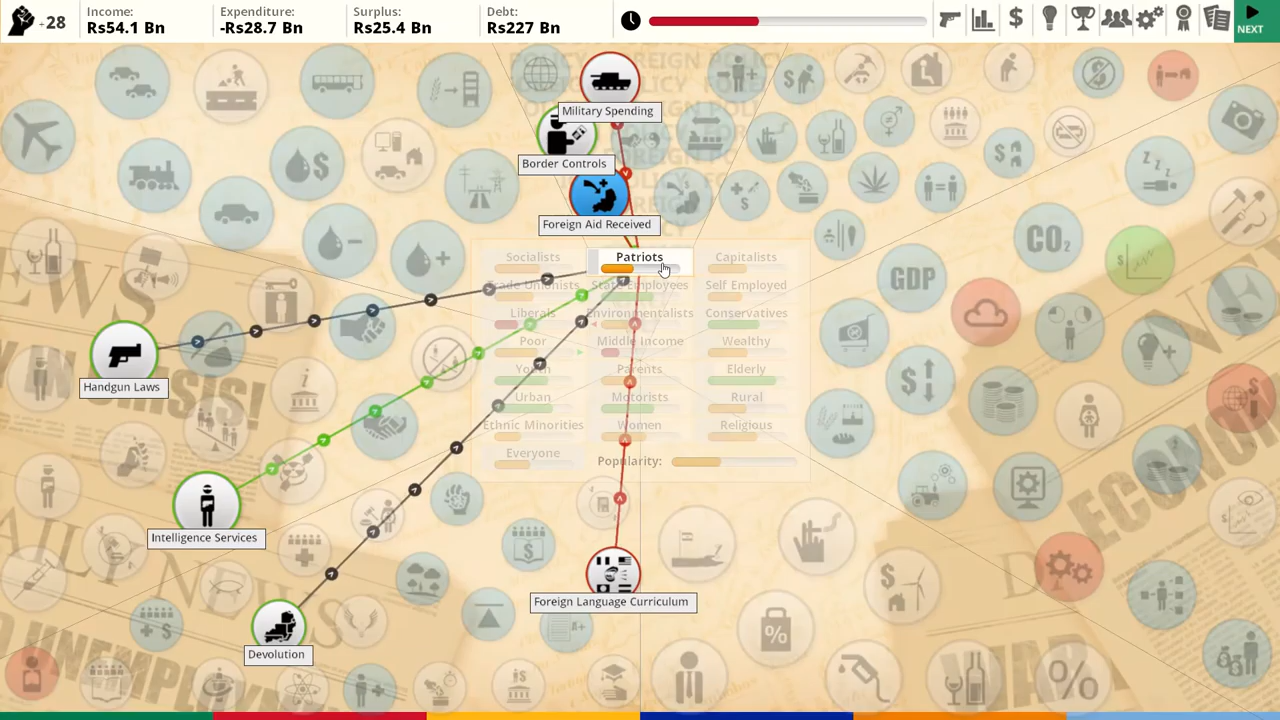 +28
Income:
Rs54.1 Bn
Expenditure:
-Rs28.7 Bn
Surplus:
Rs25.4 Bn
Debt:
Rs227 Bn
NEXT
Military Spending
Border Controls
Foreign Aid Received
Socialists
Patriots
Capitalists
State Employees
Self Employed
Liberals
Environmentalists
Conservatives
Poor
Middle Income
Wealthy
Youth
Parents
Elderly
Urban
Motorists
Rural
Ethnic Minorities
Women
Religious
Everyone
Popularity:
Handgun Laws
Intelligence Services
Devolution
Foreign Language Curriculum
CO2
GDP